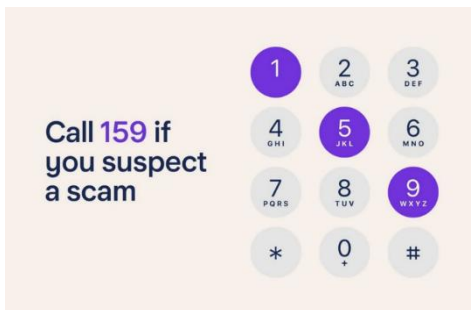 Call 159 if
you suspect
a scam
1 2 3
ABC DEF
4 5 6
GHI JKL MNO
7 8 9
PQRS TUV WXYZ
* 0 #
+